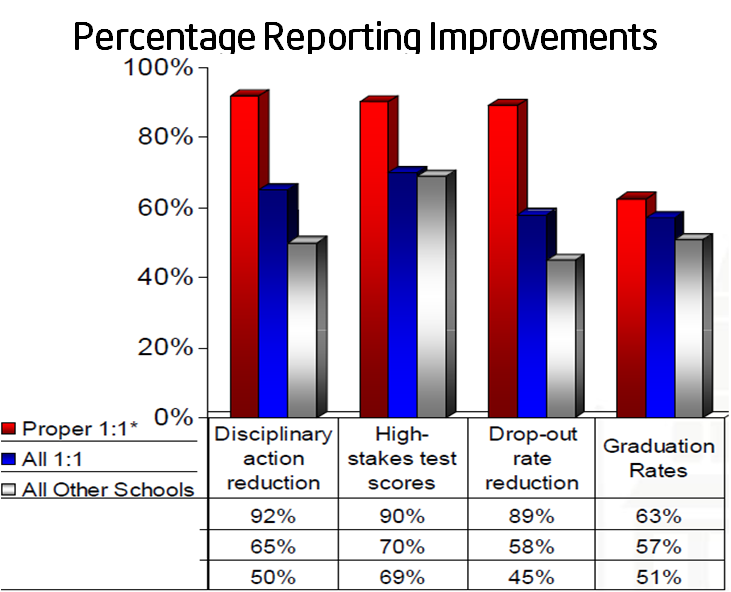 Percentage Reporting Improvements
100%
80%
60%
40%
20%
0%
Proper 1:1*
All 1:1
All Other Schools
Disciplinary
action
reduction
High-
stakes test
scores
Drop-out
rate
reduction
Graduation
Rates
92% 90% 89% 63%
65% 70% 58% 57%
50% 69% 45% 51%